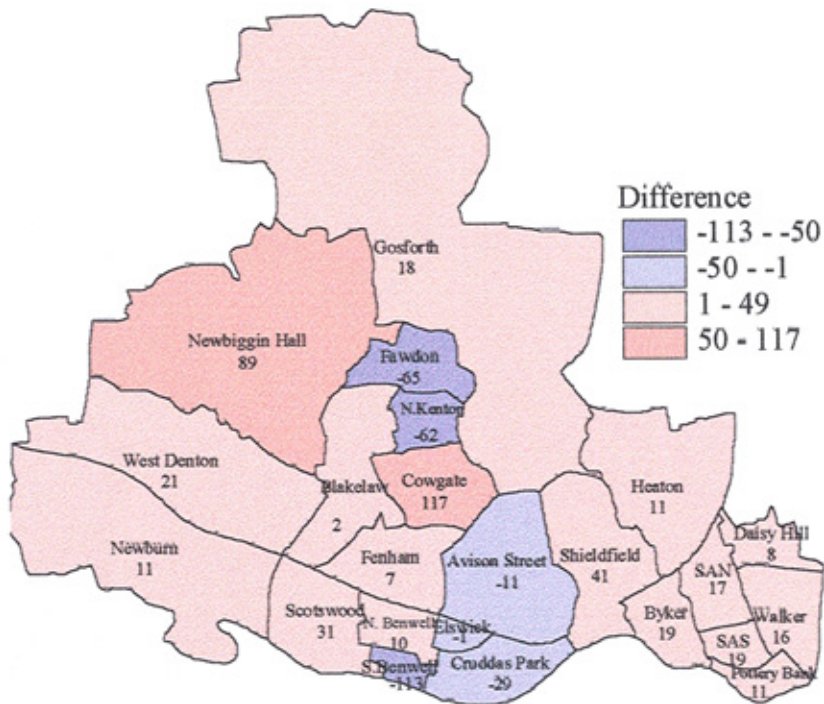 Difference
-113 - -50
-50 - -1
1 - 49
50 - 117
Gosforth
18
Newbiggin Hall
89
Fawdon
-65
N.Kenton
-62
West Denton
21
Blakelaw
2
Cowgate
117
Heaton
11
Newburn
11
Fenham
7
Avison Street
-11
Shieldfield
41
Daisy Hill
8
SAN
17
Scotswood
31
N. Benwell
10
Elswick
-1
Byker
19
Walker
16
SAS
19
S.Benwell
-113
Cruddas Park
-29
Pottery Bank
11